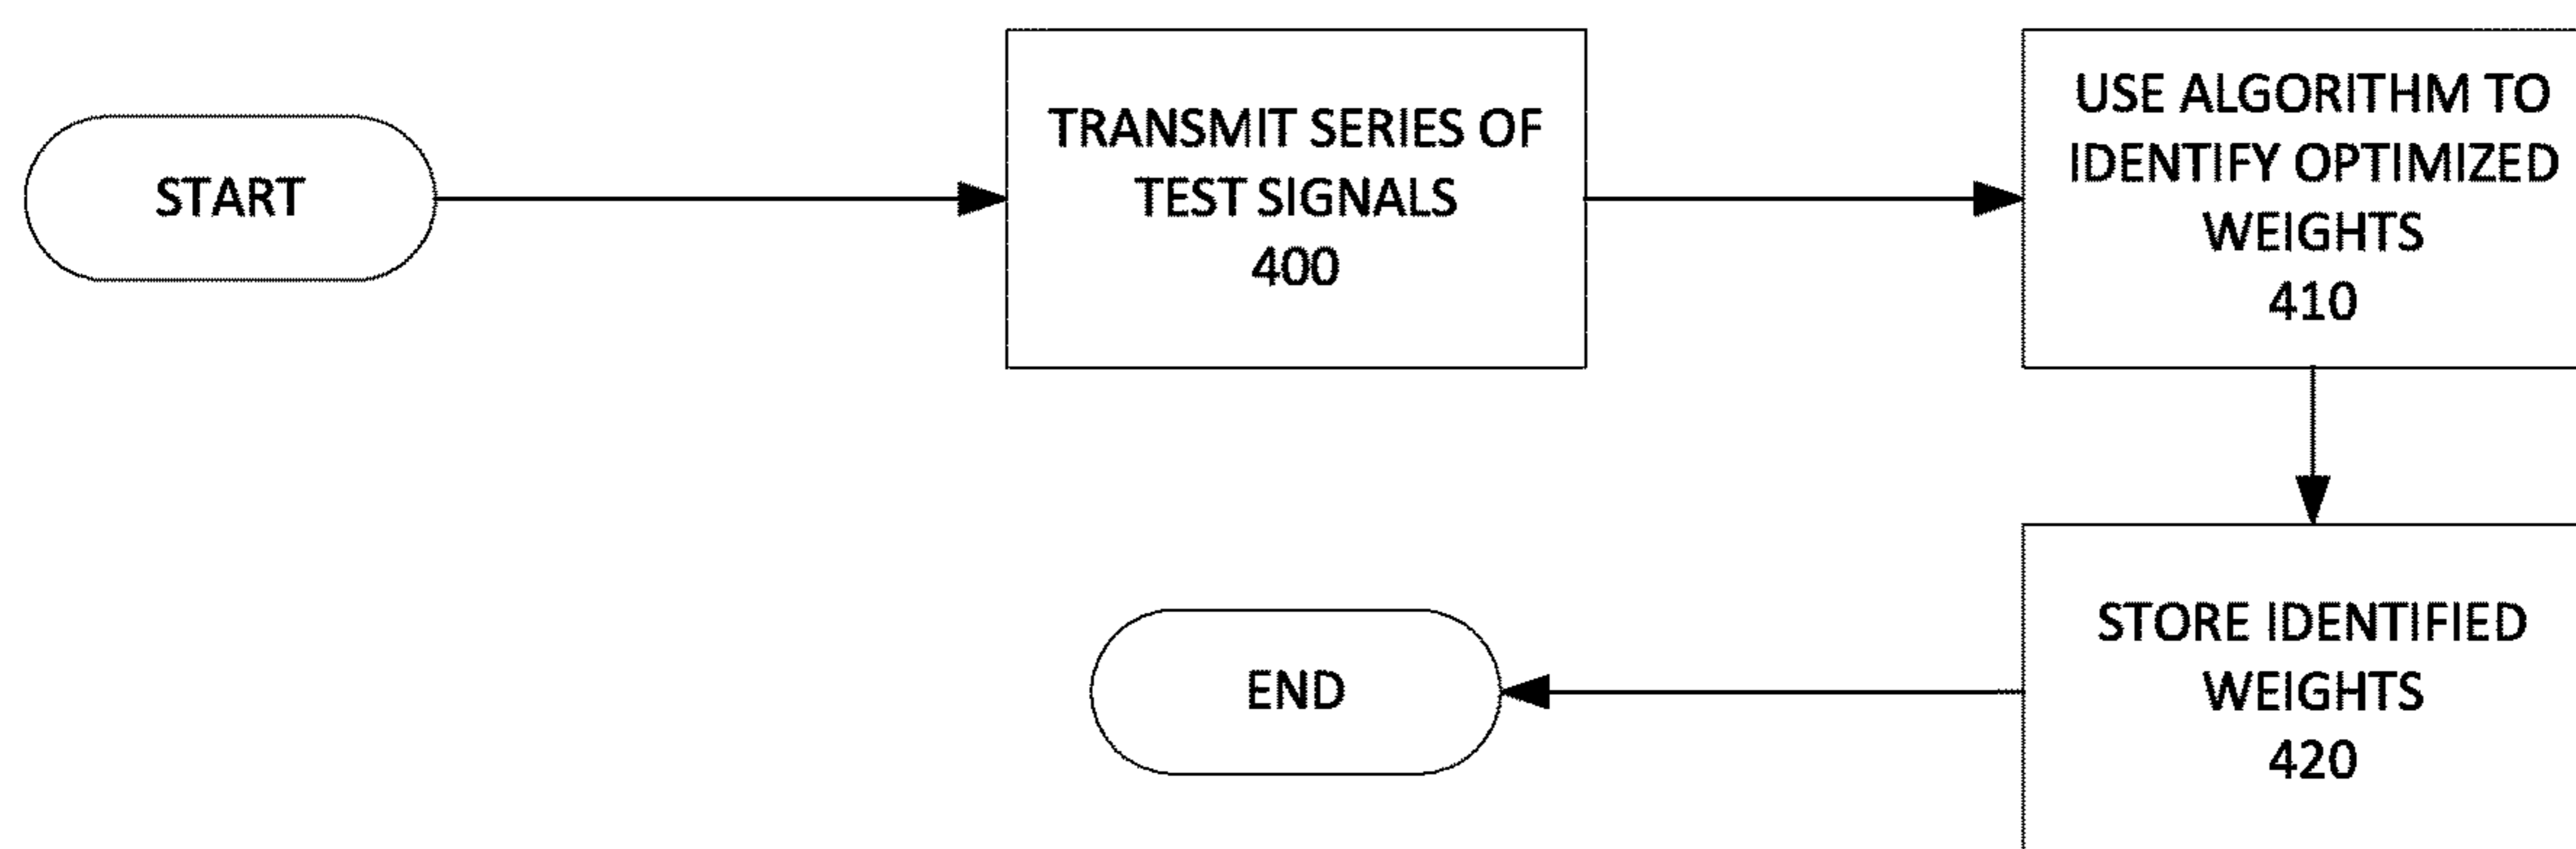 START
TRANSMIT SERIES OF
TEST SIGNALS
400
USE ALGORITHM TO
IDENTIFY OPTIMIZED
WEIGHTS
410
STORE IDENTIFIED
WEIGHTS
420
END